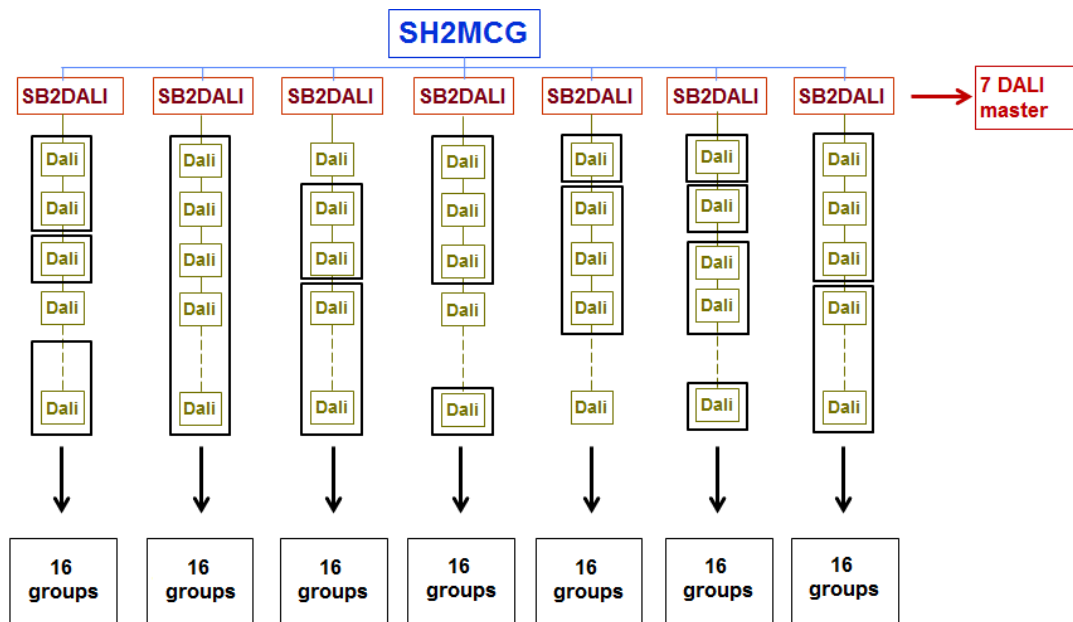 SH2MCG
SB2DALI SB2DALI SB2DALI SB2DALI SB2DALI SB2DALI SB2DALI
7 DALI
master
Dali Dali Dali Dali Dali Dali Dali
Dali Dali Dali Dali Dali Dali Dali
Dali Dali Dali Dali Dali Dali Dali
Dali Dali Dali Dali Dali Dali Dali
Dali Dali Dali Dali Dali Dali Dali
16 16 16 16 16 16 16
groups groups groups groups groups groups groups